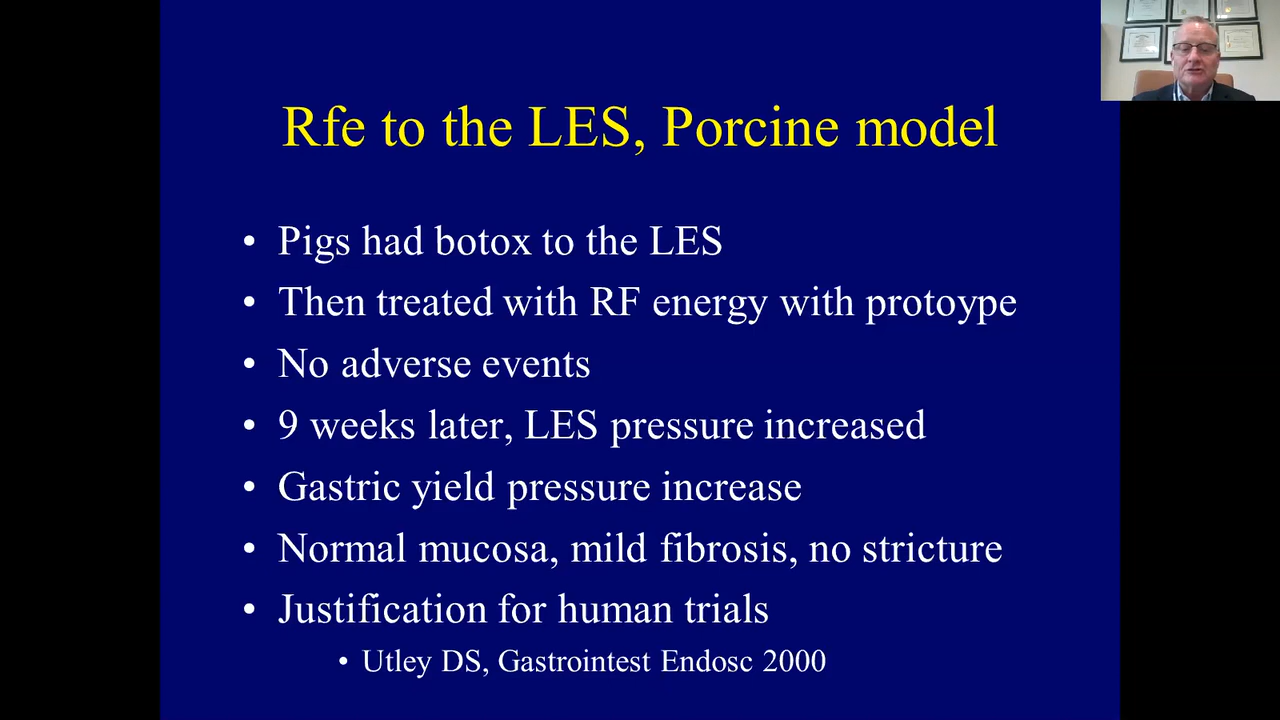 Rfe to the LES, Porcine model
• Pigs had botox to the LES
• Then treated with RF energy with protoype
• No adverse events
• 9 weeks later, LES pressure increased
• Gastric yield pressure increase
• Normal mucosa, mild fibrosis, no stricture
• Justification for human trials
• Utley DS, Gastrointest Endosc 2000